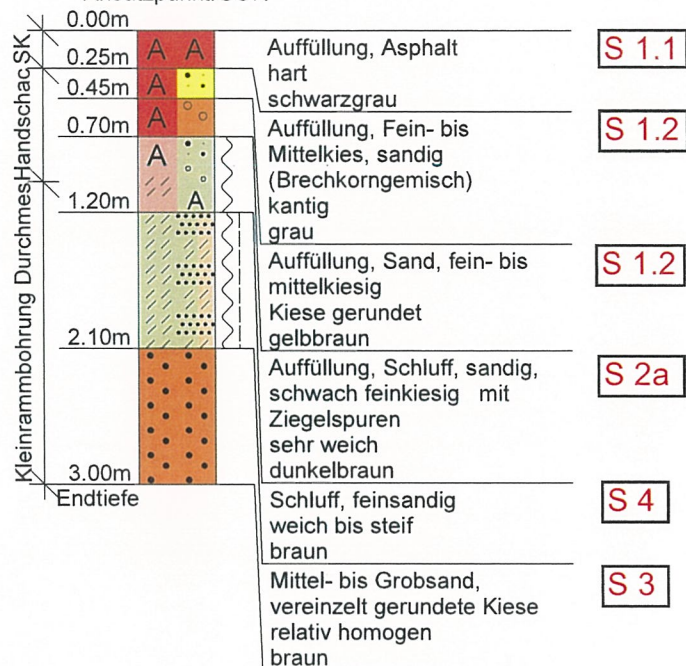 0.00m
0.25m
0.45m
0.70m
1.20m
2.10m
3.00m
Endtiefe
Kleinrammbohrung Durchmes
Handschac
SK
A A
A
A
A
A
Auffüllung, Asphalt
hart
schwarzgrau
S 1.1
Auffüllung, Fein- bis
Mittelkies, sandig
(Brechkorngemisch)
kantig
grau
S 1.2
Auffüllung, Sand, fein- bis
mittelkiesig
Kiese gerundet
gelbbraun
S 1.2
Auffüllung, Schluff, sandig,
schwach feinkiesig mit
Ziegelspuren
sehr weich
dunkelbraun
S 2a
Schluff, feinsandig
weich bis steif
braun
S 4
Mittel- bis Grobsand,
vereinzelt gerundete Kiese
relativ homogen
braun
S 3